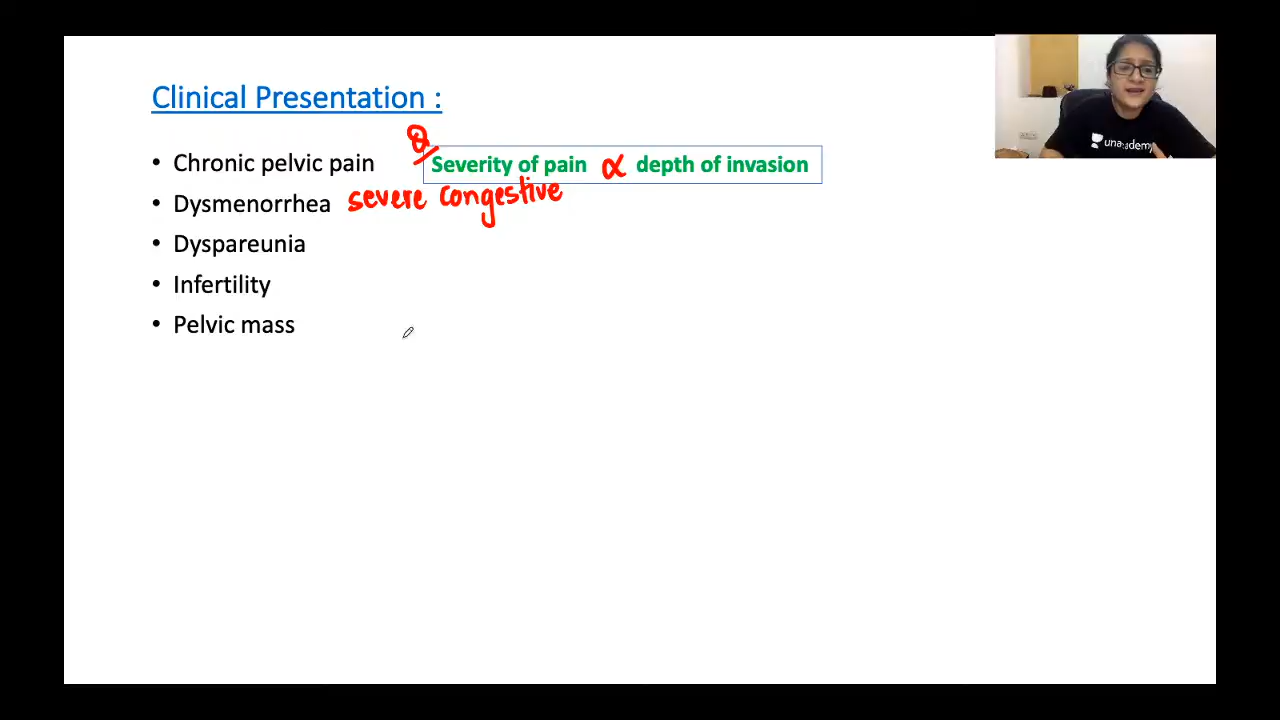 Clinical Presentation :
Q
• Chronic pelvic pain
Severity of pain ∝ depth of invasion
• Dysmenorrhea severe congestive
• Dyspareunia
• Infertility
• Pelvic mass
unacademy